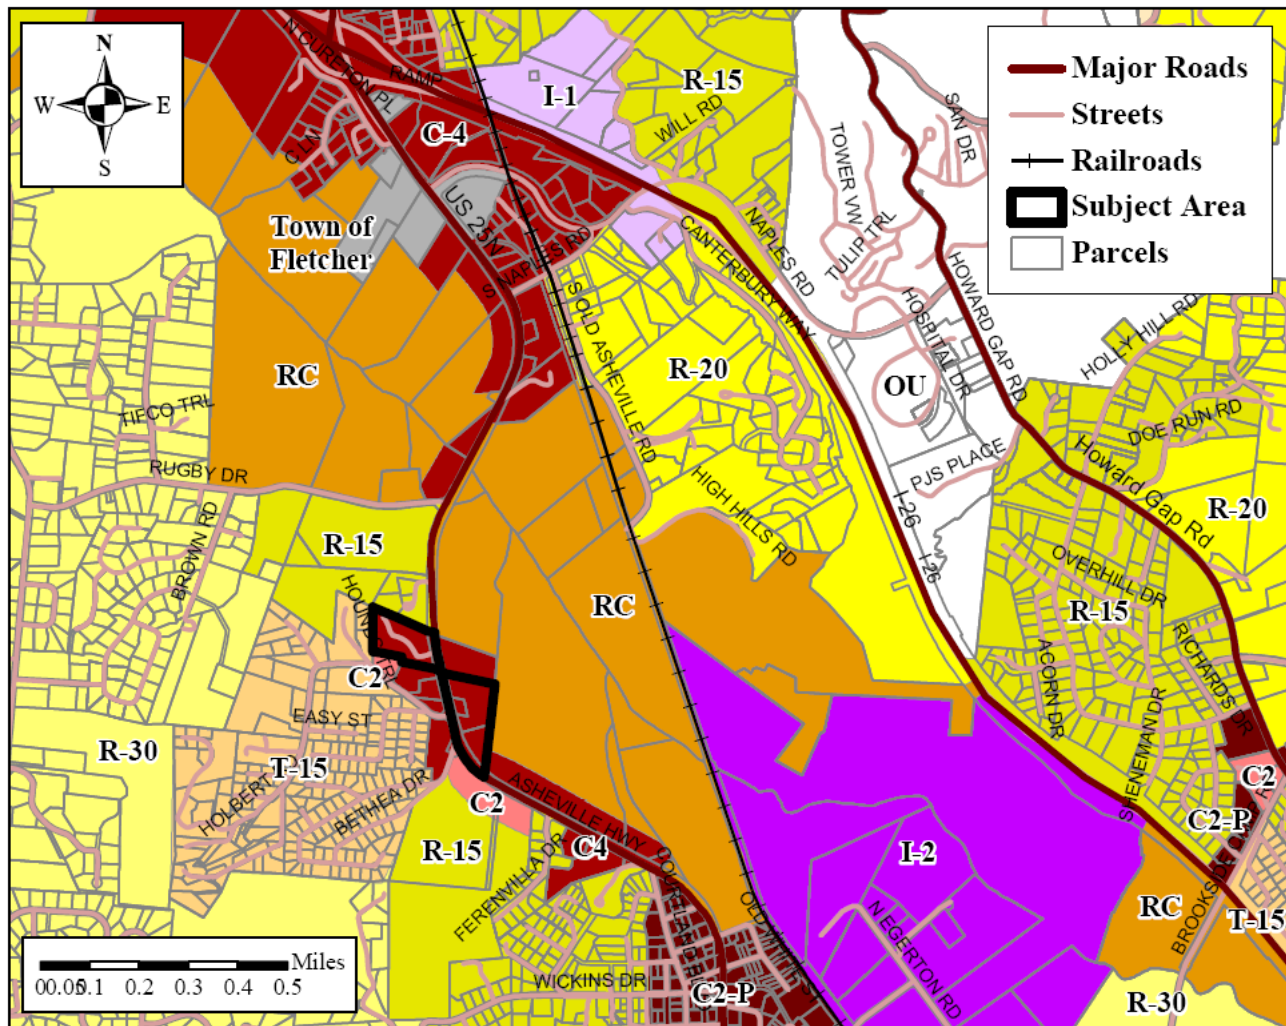 N
W E
S
Major Roads
Streets
Railroads
Subject Area
Parcels
N CURETON PL
RAMP
I-1
R-15
WILL RD
SAN DR
C-4
G LN
TOWER VW
TULIP TRL
US 25N
Town of
Fletcher
S NAPLES RD
NAPLES RD
CANTERBURY WAY
HOWARD GAP RD
HOSPITAL DR
S OLD ASHEVILLE RD
HOLLY HILL RD
RC
R-20
OU
TIFCO TRL
DOE RUN RD
RUGBY DR
PJS PLACE
Howard Gap Rd
HIGH HILLS RD
I-26
R-20
BROWN RD
R-15
I-26
OVERHILL DR
RC
R-15
RICHARDS DR
C2
ACORN DR
EASY ST
SHENEMAN DR
R-30
T-15
HOLBERT
BETHEA DR
C2
ASHEVILLE HWY
C2
C2-P
R-15
C4
FERENVILLA DR
I-2
RC
T-15
N EGERTON RD
WICKINS DR
C2-P
R-30
Miles
00.050.1 0.2 0.3 0.4 0.5